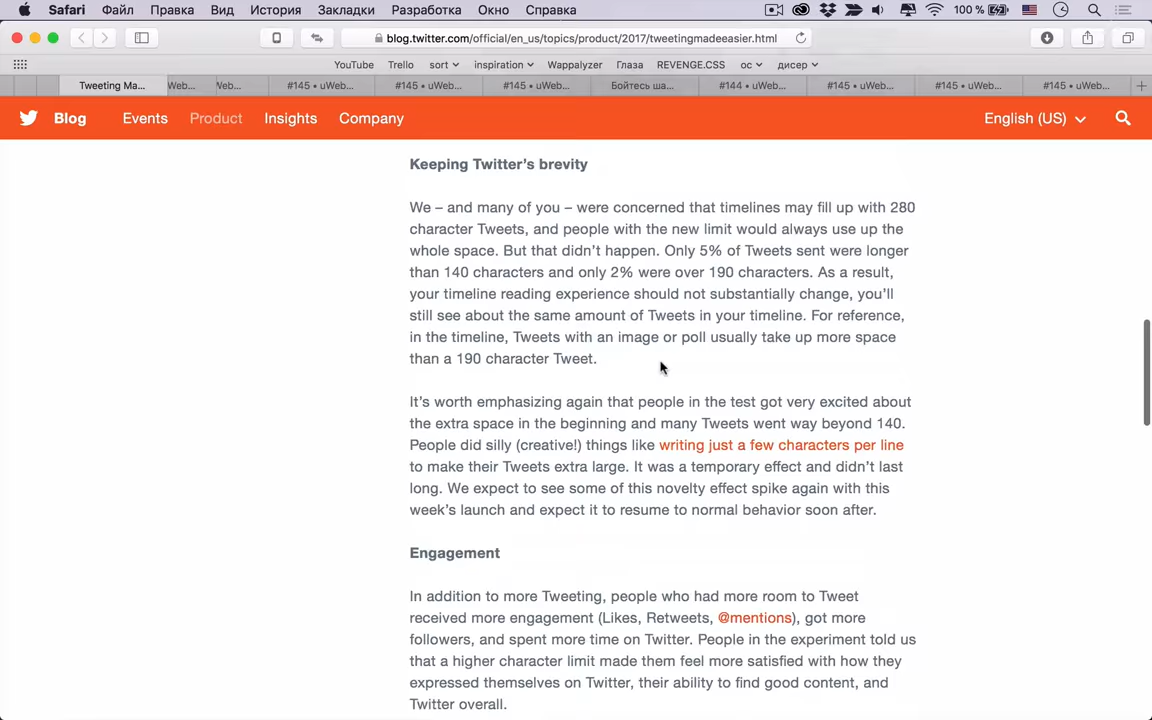 Safari Файл Правка Вид История Закладки Разработка Окно Справка 100 %
blog.twitter.com/official/en_us/topics/product/2017/tweetingmadeeasier.html
YouTube Trello sort inspiration Wappalyzer Глаза REVENGE.CSS ос дисер
Tweeting Ma... Web... Web... #145 • uWeb... #145 • uWeb... #145 • uWeb... Бойтесь ша... #144 • uWeb... #145 • uWeb... #145 • uWeb... #145 • uWeb...
Blog Events Product Insights Company English (US)
Keeping Twitter’s brevity
We – and many of you – were concerned that timelines may fill up with 280
character Tweets, and people with the new limit would always use up the
whole space. But that didn’t happen. Only 5% of Tweets sent were longer
than 140 characters and only 2% were over 190 characters. As a result,
your timeline reading experience should not substantially change, you’ll
still see about the same amount of Tweets in your timeline. For reference,
in the timeline, Tweets with an image or poll usually take up more space
than a 190 character Tweet.
It’s worth emphasizing again that people in the test got very excited about
the extra space in the beginning and many Tweets went way beyond 140.
People did silly (creative!) things like writing just a few characters per line
to make their Tweets extra large. It was a temporary effect and didn’t last
long. We expect to see some of this novelty effect spike again with this
week’s launch and expect it to resume to normal behavior soon after.
Engagement
In addition to more Tweeting, people who had more room to Tweet
received more engagement (Likes, Retweets, @mentions), got more
followers, and spent more time on Twitter. People in the experiment told us
that a higher character limit made them feel more satisfied with how they
expressed themselves on Twitter, their ability to find good content, and
Twitter overall.